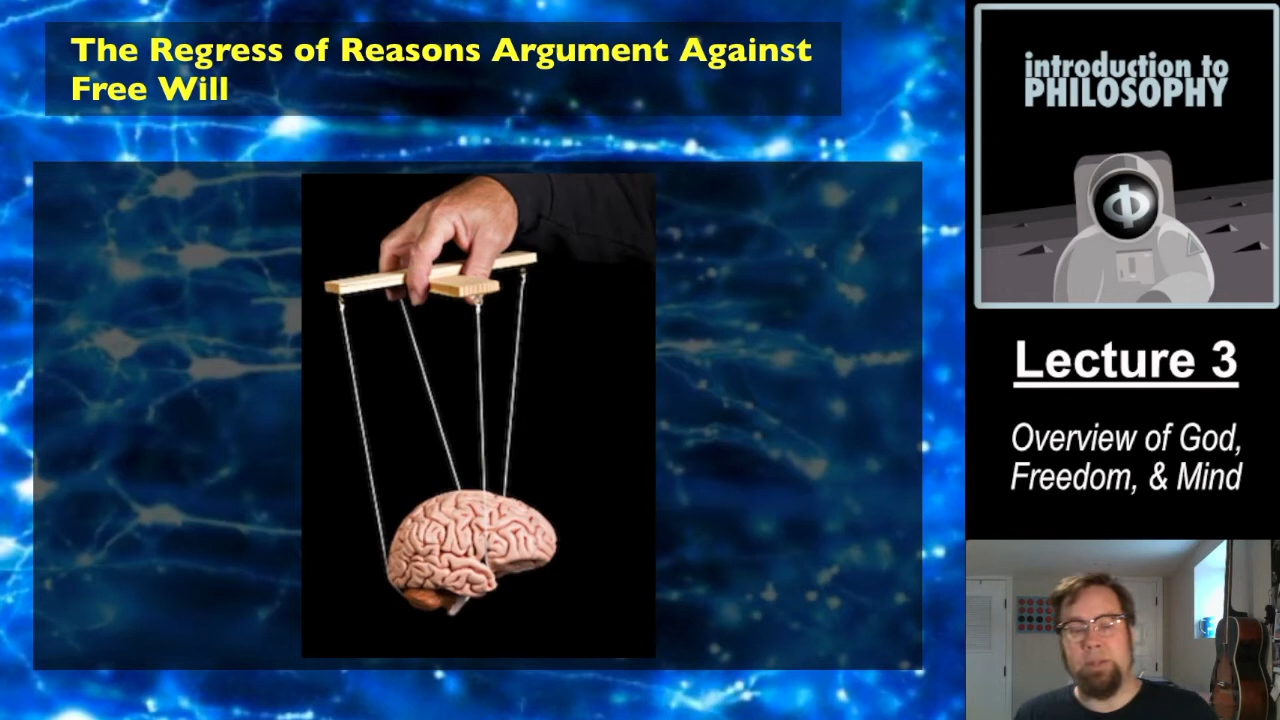 The Regress of Reasons Argument Against
Free Will
introduction to
PHILOSOPHY
Φ
Lecture 3
Overview of God,
Freedom, & Mind